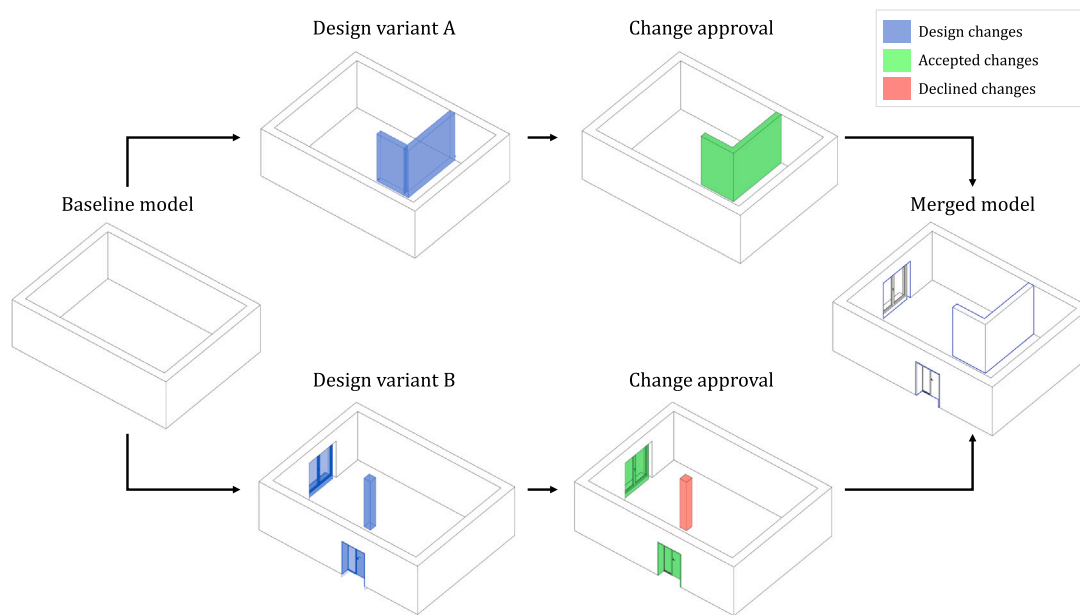 Design variant A
Change approval
Design changes
Accepted changes
Declined changes
Baseline model
Merged model
Design variant B
Change approval